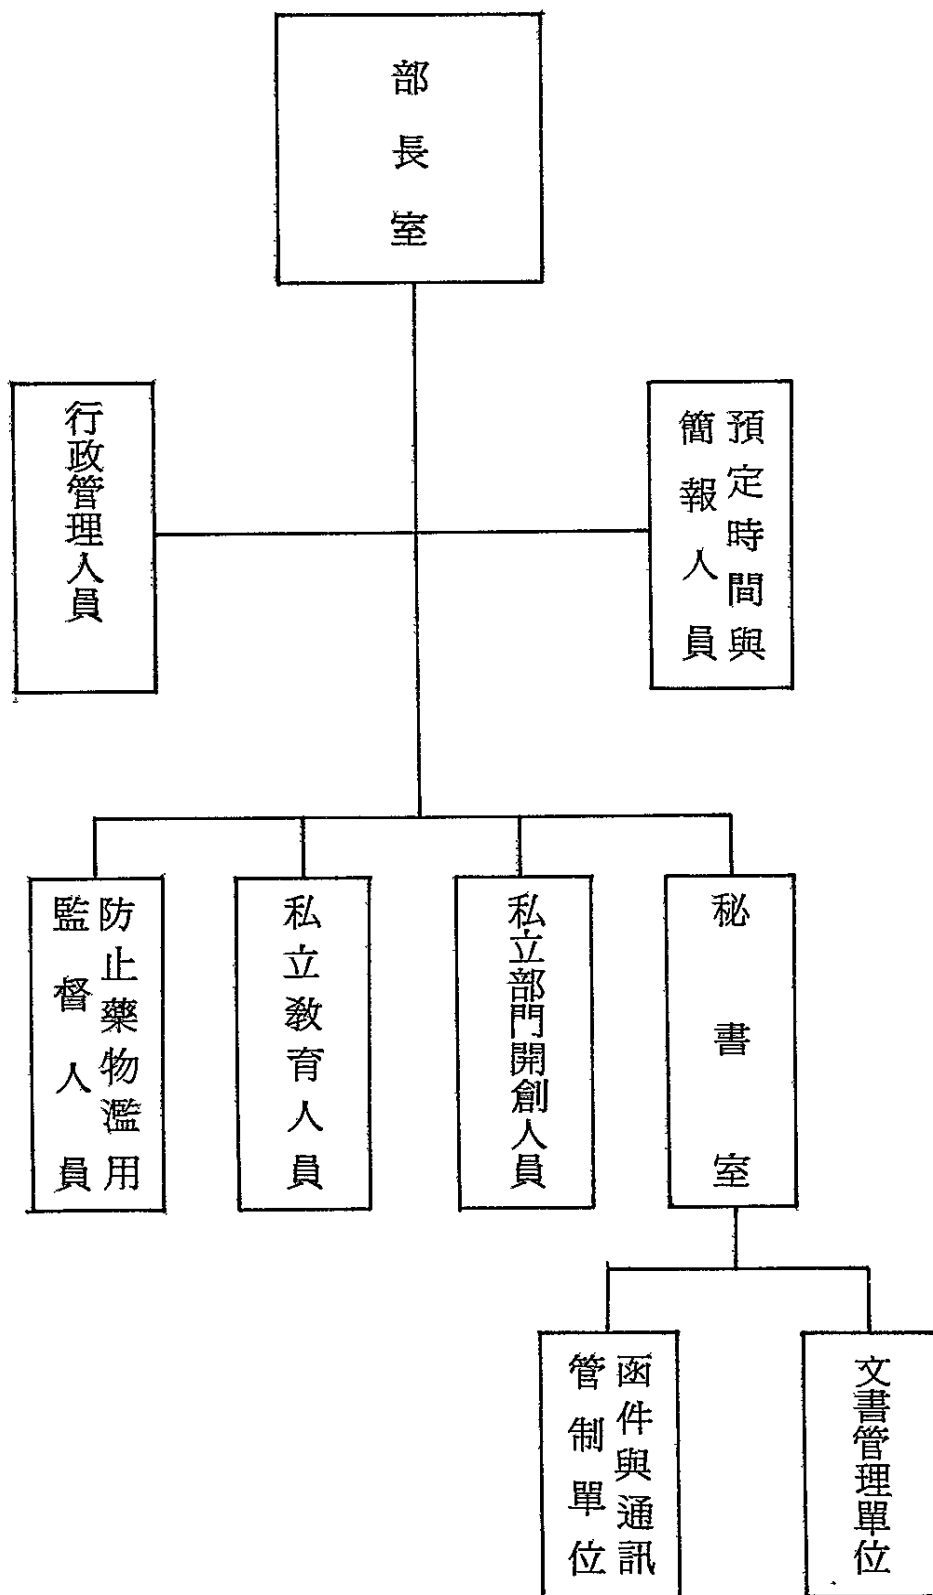 部長室
預定時間與
簡報人員
行政管理人員
秘書室
私立部門開創人員
私立教育人員
防止藥物濫用
監督人員
文書管理單位
函件與通訊
管制單位